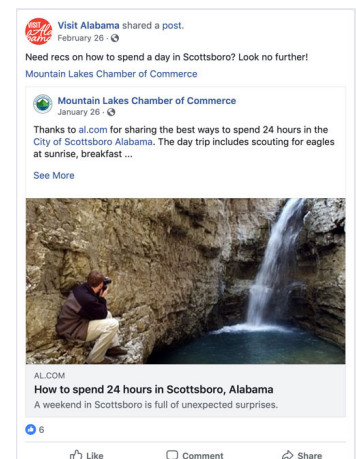 VISIT
Ala
bama
Visit Alabama shared a post.
February 26 ·
Need recs on how to spend a day in Scottsboro? Look no further!
Mountain Lakes Chamber of Commerce
Mountain Lakes Chamber of Commerce
January 26 ·
Thanks to al.com for sharing the best ways to spend 24 hours in the
City of Scottsboro Alabama. The day trip includes scouting for eagles
at sunrise, breakfast ...
See More
AL.COM
How to spend 24 hours in Scottsboro, Alabama
A weekend in Scottsboro is full of unexpected surprises.
6
Like Comment Share